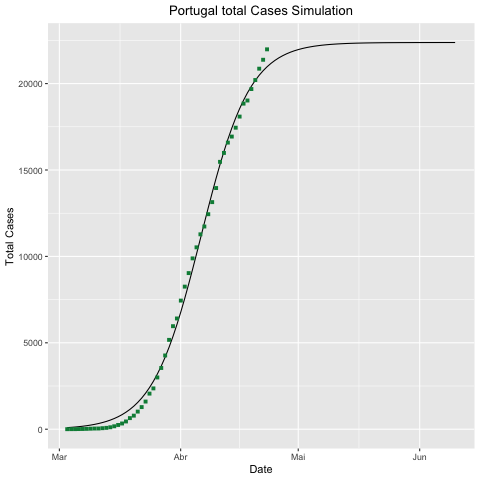 Portugal total Cases Simulation
Total Cases
20000
15000
10000
5000
0
Mar Abr Mai Jun
Date